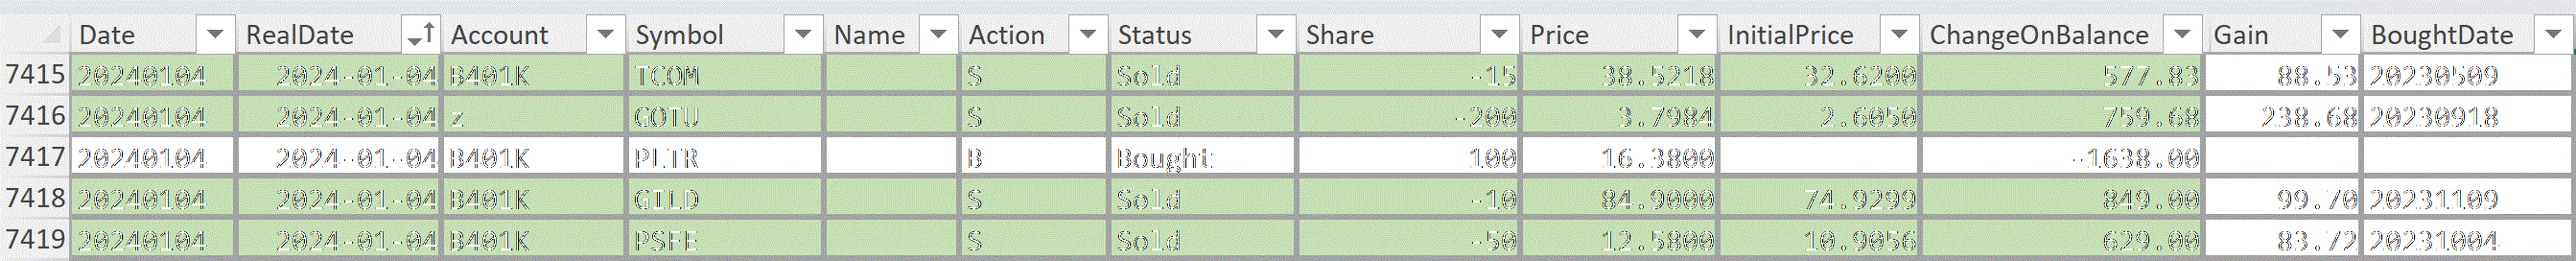 Date RealDate Account Symbol Name Action Status Share Price InitialPrice ChangeOnBalance Gain BoughtDate
7415 20240104 2024-01-04 B401K TCOM S Sold -15 38.5218 32.6200 577.83 88.53 20230509
7416 20240104 2024-01-04 z GOTU S Sold -200 3.7984 2.6050 759.68 238.68 20230918
7417 20240104 2024-01-04 B401K PLTR B Bought 100 16.3800 -1638.00
7418 20240104 2024-01-04 B401K GILD S Sold -10 84.9000 74.9299 849.00 99.70 20231109
7419 20240104 2024-01-04 B401K PSFE S Sold -50 12.5800 10.9056 629.00 83.72 20231004